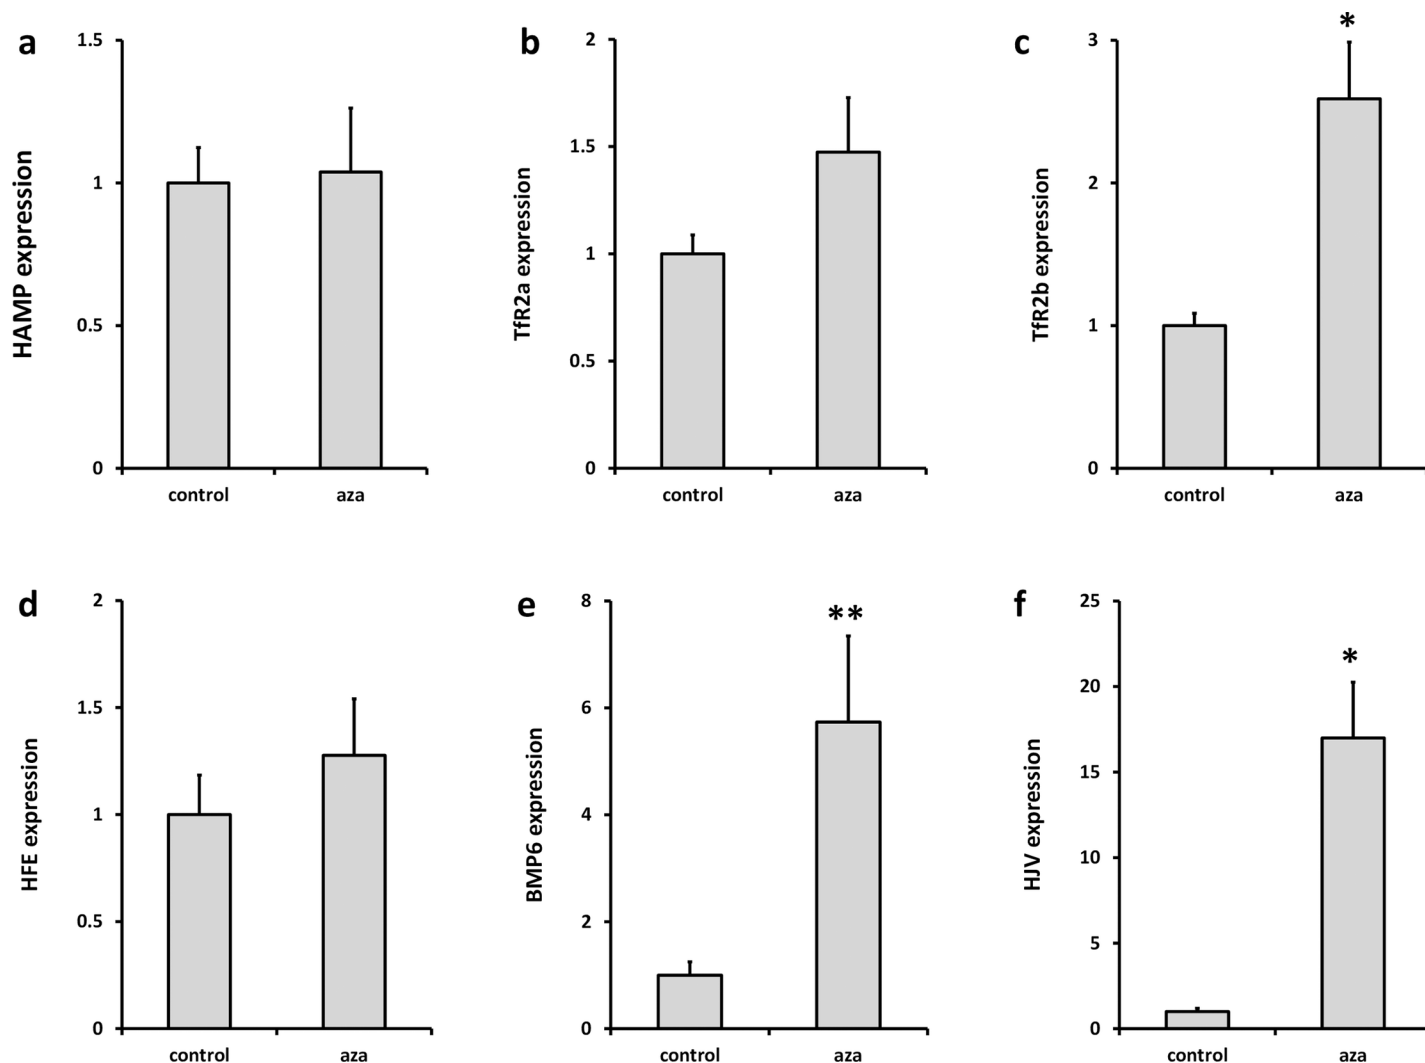 a
HAMP expression
1.5
1
0.5
0
control aza
b
TfR2a expression
2
1.5
1
0.5
0
control aza
c
TfR2b expression
3
2
1
0
*
control aza
d
HFE expression
2
1.5
1
0.5
0
control aza
e
BMP6 expression
8
6
4
2
0
**
control aza
f
HJV expression
25
20
15
10
5
0
*
control aza